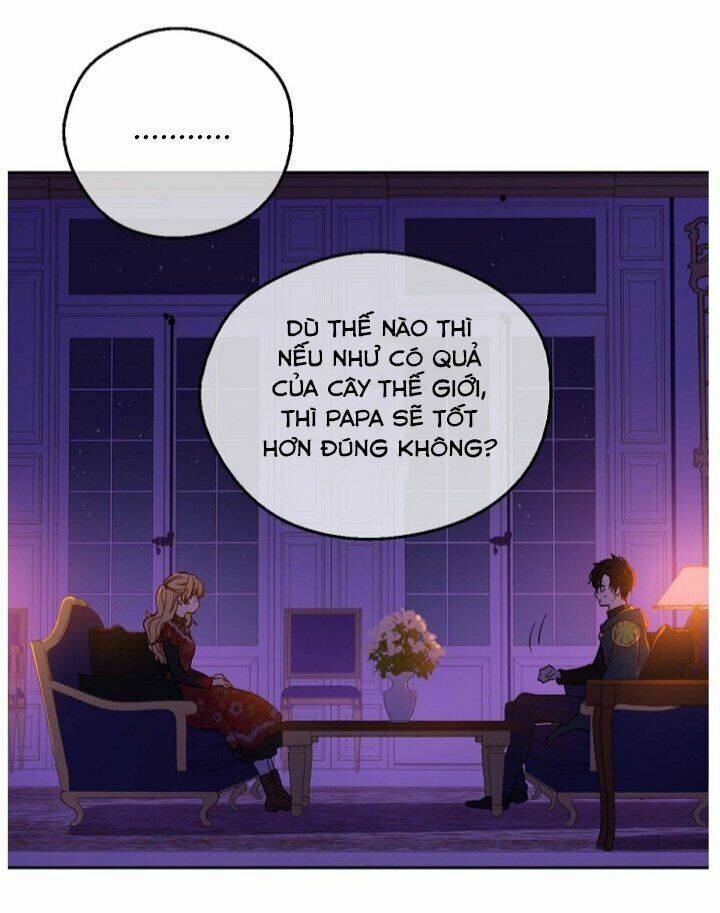 ...........
DÙ THẾ NÀO THÌ
NẾU NHƯ CÓ QUẢ
CỦA CÂY THẾ GIỚI,
THÌ PAPA SẼ TỐT
HƠN ĐÚNG KHÔNG?